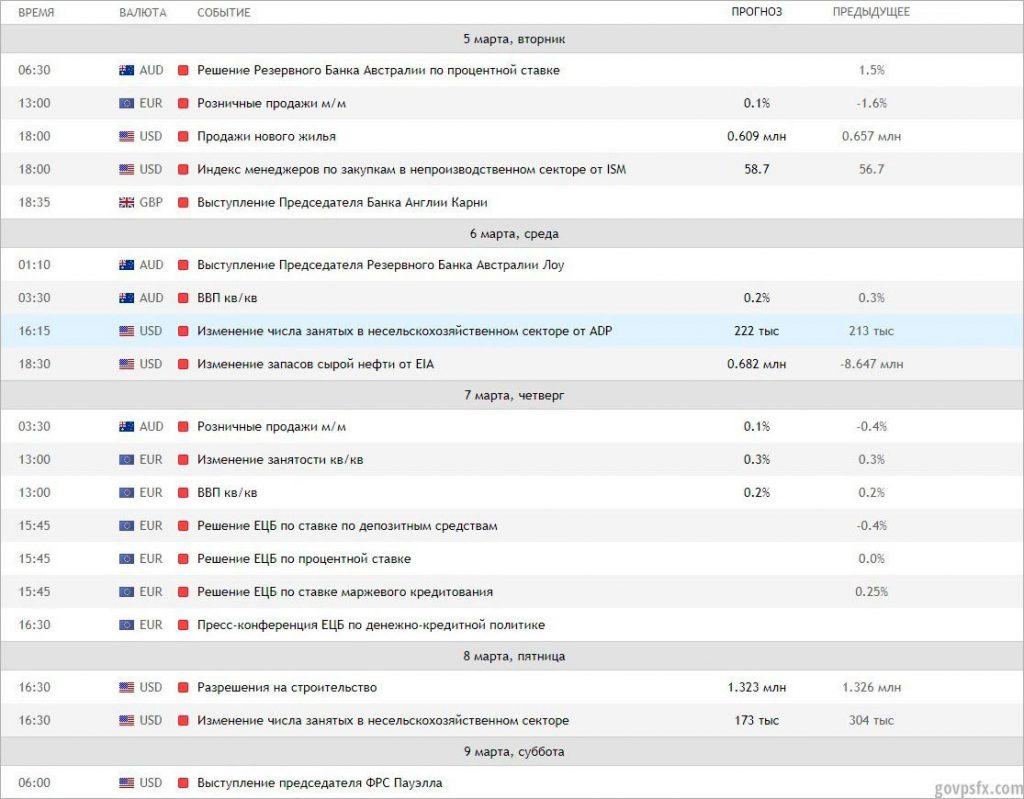 ВРЕМЯ ВАЛЮТА СОБЫТИЕ ПРОГНОЗ ПРЕДЫДУЩЕЕ
5 марта, вторник
06:30 AUD Решение Резервного Банка Австралии по процентной ставке 1.5%
13:00 EUR Розничные продажи м/м 0.1% -1.6%
18:00 USD Продажи нового жилья 0.609 млн 0.657 млн
18:00 USD Индекс менеджеров по закупкам в непроизводственном секторе от ISM 58.7 56.7
18:35 GBP Выступление Председателя Банка Англии Карни
6 марта, среда
01:10 AUD Выступление Председателя Резервного Банка Австралии Лоу
03:30 AUD ВВП кв/кв 0.2% 0.3%
16:15 USD Изменение числа занятых в несельскохозяйственном секторе от ADP 222 тыс 213 тыс
18:30 USD Изменение запасов сырой нефти от EIA 0.682 млн -8.647 млн
7 марта, четверг
03:30 AUD Розничные продажи м/м 0.1% -0.4%
13:00 EUR Изменение занятости кв/кв 0.3% 0.3%
13:00 EUR ВВП кв/кв 0.2% 0.2%
15:45 EUR Решение ЕЦБ по ставке по депозитным средствам -0.4%
15:45 EUR Решение ЕЦБ по процентной ставке 0.0%
15:45 EUR Решение ЕЦБ по ставке маржевого кредитования 0.25%
16:30 EUR Пресс-конференция ЕЦБ по денежно-кредитной политике
8 марта, пятница
16:30 USD Разрешения на строительство 1.323 млн 1.326 млн
16:30 USD Изменение числа занятых в несельскохозяйственном секторе 173 тыс 304 тыс
9 марта, суббота
06:00 USD Выступление председателя ФРС Пауэлла
govpsfx.com